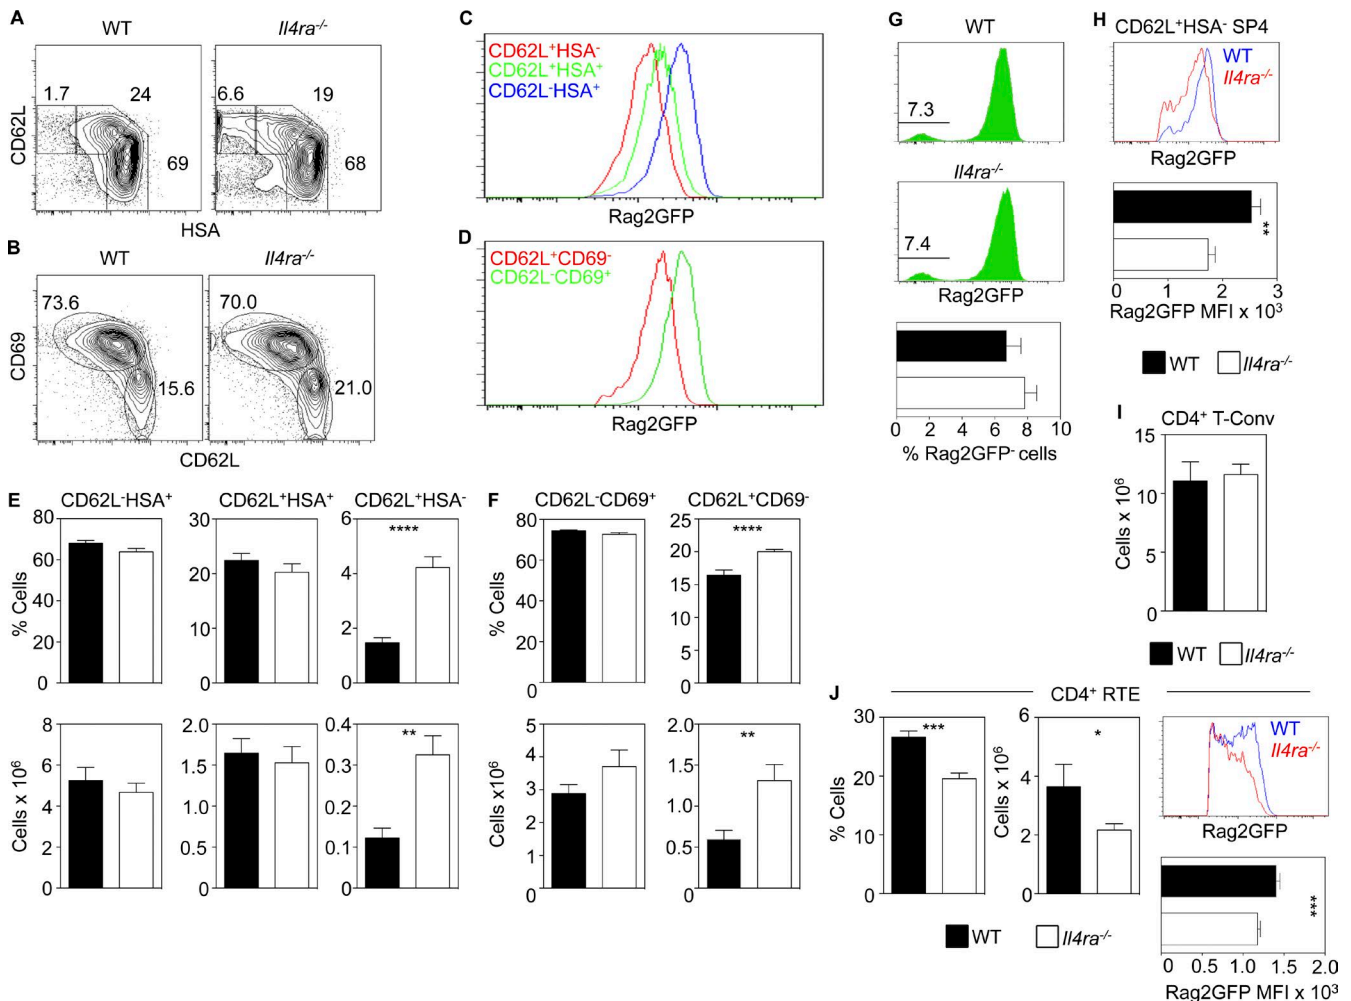 A
WT
Il4ra-/-
1.7
24
69
6.6
19
68
CD62L
HSA
B
WT
Il4ra-/-
73.6
15.6
70.0
21.0
CD69
CD62L
C
CD62L+HSA-
CD62L+HSA+
CD62L-HSA+
Rag2GFP
D
CD62L+CD69-
CD62L-CD69+
Rag2GFP
E
CD62L-HSA+
CD62L+HSA+
CD62L+HSA-
% Cells
80
60
40
20
0
30
20
10
0
6
4
2
0
****
Cells x 10⁶
8
6
4
2
0
2.0
1.5
1.0
0.5
0
0.4
0.3
0.2
0.1
0
**
F
CD62L-CD69+
CD62L+CD69-
80
60
40
20
0
25
20
15
10
5
0
****
Cells x10⁶
5
4
3
2
1
0
2.0
1.5
1.0
0.5
0
**
G
WT
7.3
Il4ra-/-
7.4
Rag2GFP
0 2 4 6 8 10
% Rag2GFP- cells
H
CD62L+HSA- SP4
WT
Il4ra-/-
Rag2GFP
**
0 1 2 3
Rag2GFP MFI x 10³
WT Il4ra-/-
I
CD4+ T-Conv
Cells x 10⁶
15
10
5
0
WT Il4ra-/-
J
CD4+ RTE
% Cells
30
20
10
0
***
Cells x 10⁶
6
4
2
0
*
WT Il4ra-/-
WT
Il4ra-/-
Rag2GFP
***
0 0.5 1.0 1.5 2.0
Rag2GFP MFI x 10³